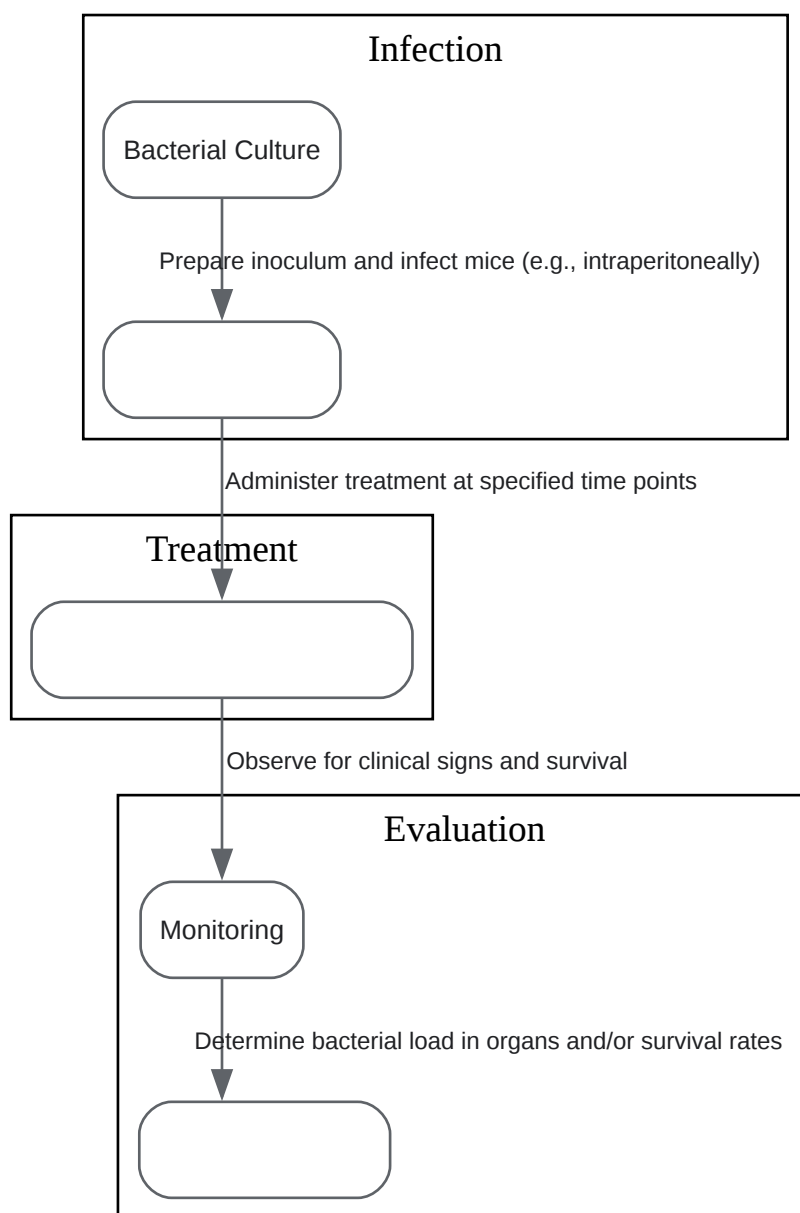 Infection
Bacterial Culture
Prepare inoculum and infect mice (e.g., intraperitoneally)
Administer treatment at specified time points
Treatment
Observe for clinical signs and survival
Evaluation
Monitoring
Determine bacterial load in organs and/or survival rates